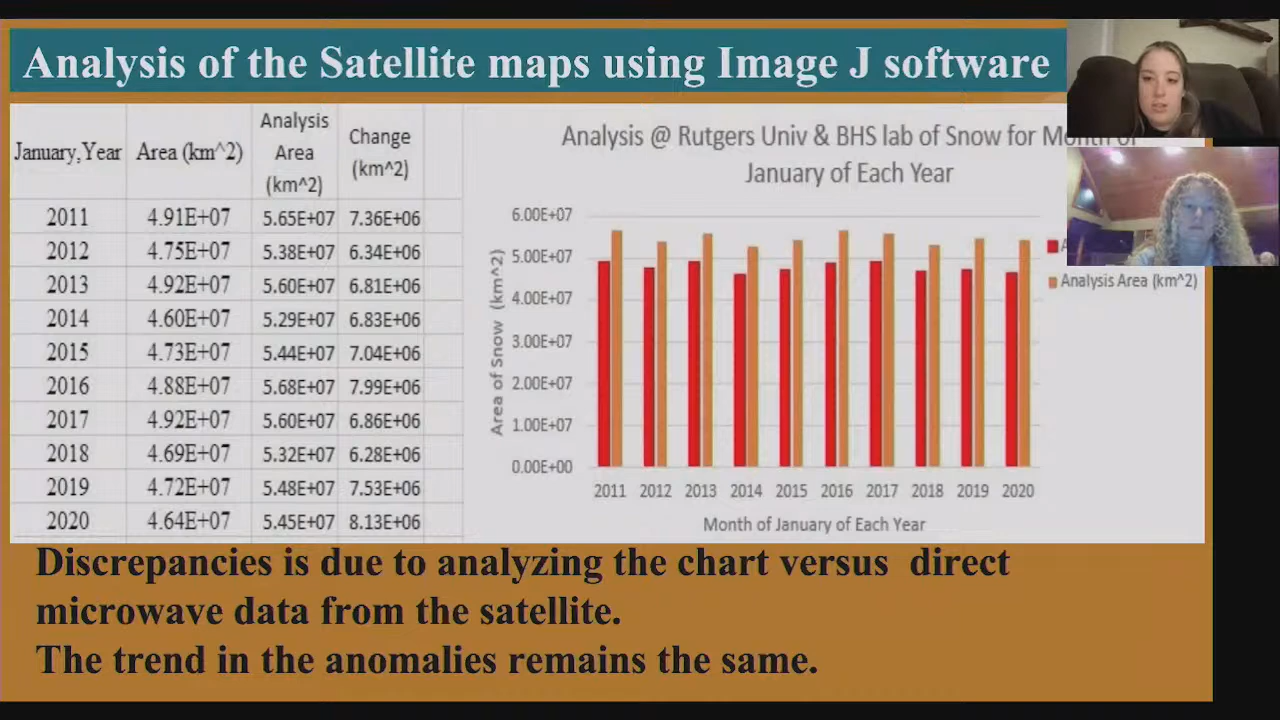 Analysis of the Satellite maps using Image J software
January,Year Area (km^2) Analysis Area (km^2) Change (km^2)
2011 4.91E+07 5.65E+07 7.36E+06
2012 4.75E+07 5.38E+07 6.34E+06
2013 4.92E+07 5.60E+07 6.81E+06
2014 4.60E+07 5.29E+07 6.83E+06
2015 4.73E+07 5.44E+07 7.04E+06
2016 4.88E+07 5.68E+07 7.99E+06
2017 4.92E+07 5.60E+07 6.86E+06
2018 4.69E+07 5.32E+07 6.28E+06
2019 4.72E+07 5.48E+07 7.53E+06
2020 4.64E+07 5.45E+07 8.13E+06
Analysis @ Rutgers Univ & BHS lab of Snow for Month of
January of Each Year
Area of Snow (km^2)
6.00E+07
5.00E+07
4.00E+07
3.00E+07
2.00E+07
1.00E+07
0.00E+00
2011 2012 2013 2014 2015 2016 2017 2018 2019 2020
Month of January of Each Year
Analysis Area (km^2)
Discrepancies is due to analyzing the chart versus direct
microwave data from the satellite.
The trend in the anomalies remains the same.